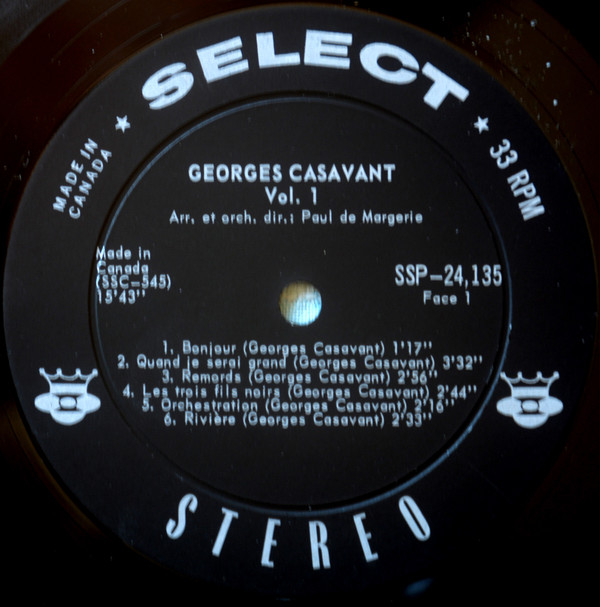 SELECT
MADE IN
CANADA
33 RPM
GEORGES CASAVANT
Vol. 1
Arr. et orch. dir.: Paul de Margerie
Made in
Canada
(SSC-545)
15'43''
SSP-24,135
Face 1
1. Bonjour (Georges Casavant) 1'17''
2. Quand je serai grand (Georges Casavant) 3'32''
3. Remords (Georges Casavant) 2'56''
4. Les trois fils noirs (Georges Casavant) 2'44''
5. Orchestration (Georges Casavant) 2'16''
6. Rivière (Georges Casavant) 2'33''
STEREO